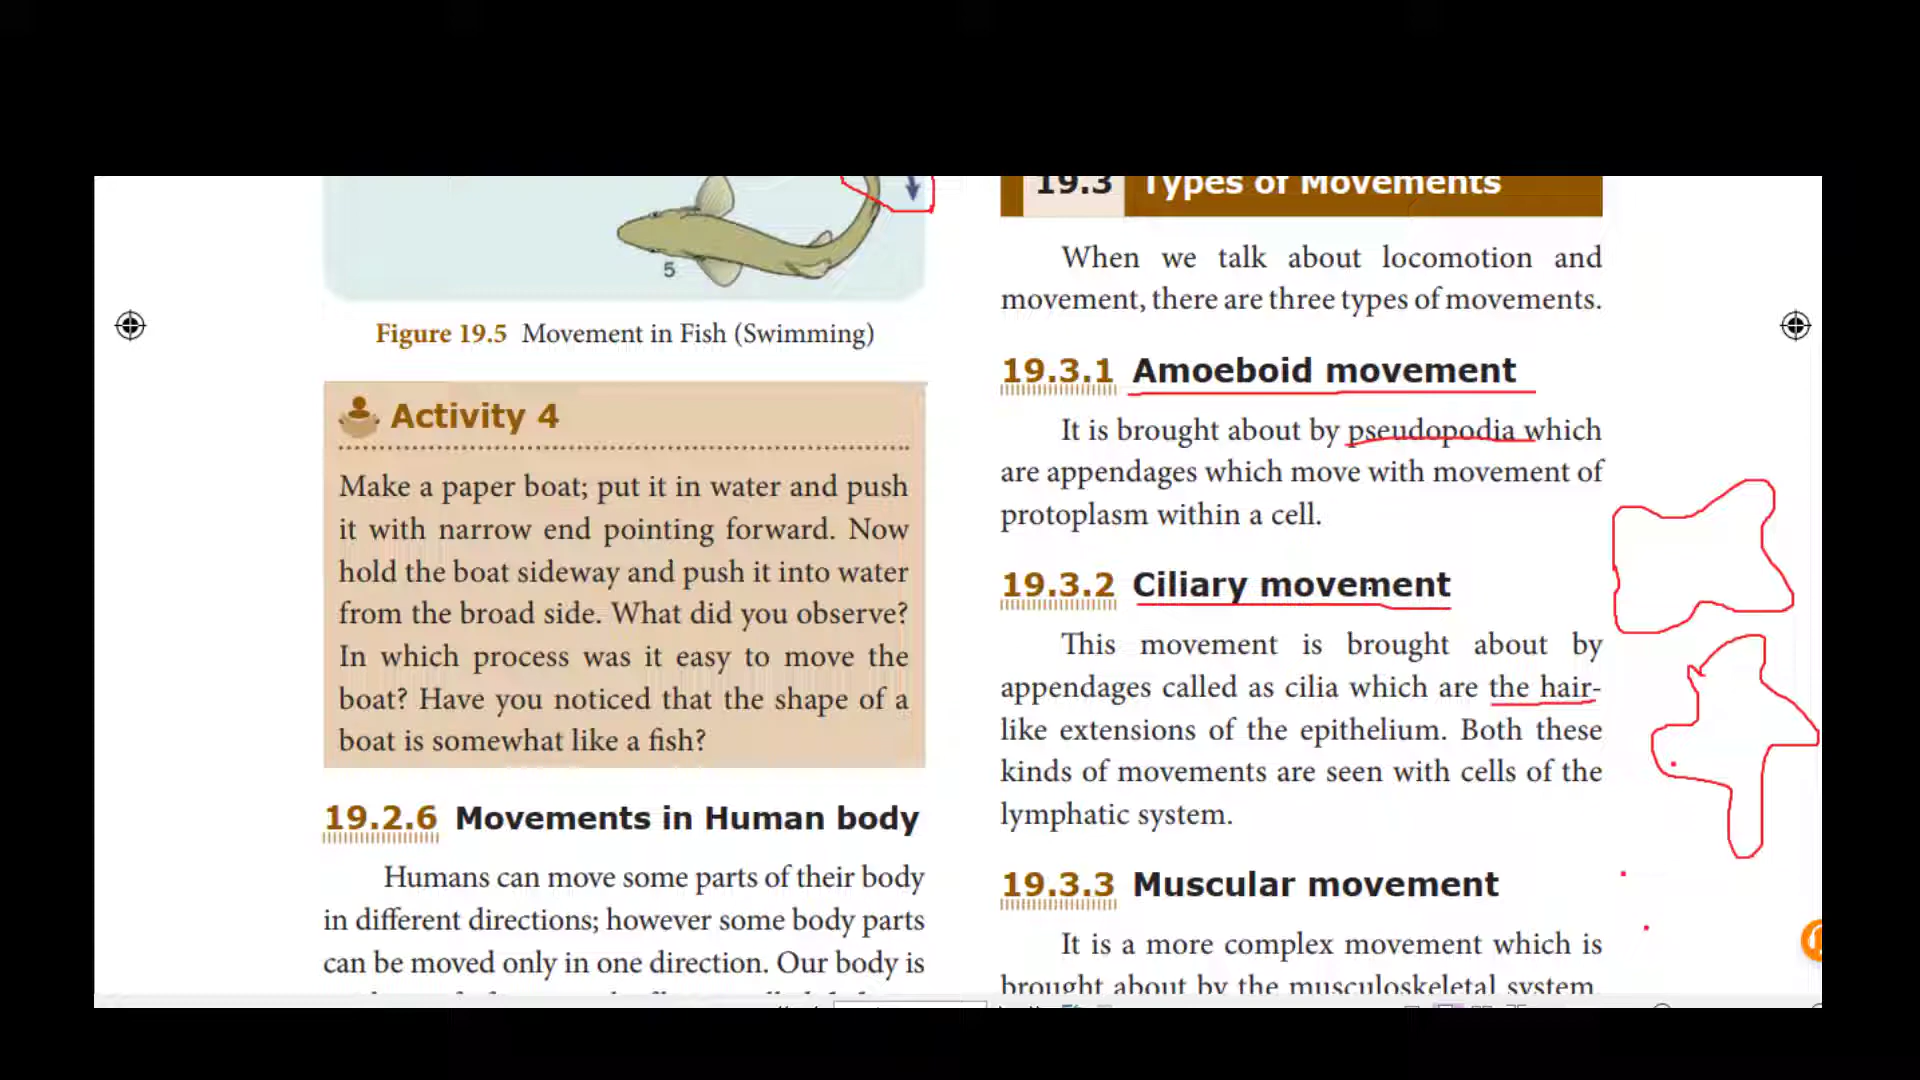 5
Figure 19.5 Movement in Fish (Swimming)
Activity 4
Make a paper boat; put it in water and push
it with narrow end pointing forward. Now
hold the boat sideway and push it into water
from the broad side. What did you observe?
In which process was it easy to move the
boat? Have you noticed that the shape of a
boat is somewhat like a fish?
19.2.6 Movements in Human body
Humans can move some parts of their body
in different directions; however some body parts
can be moved only in one direction. Our body is
19.3 Types of Movements
When we talk about locomotion and
movement, there are three types of movements.
19.3.1 Amoeboid movement
It is brought about by pseudopodia which
are appendages which move with movement of
protoplasm within a cell.
19.3.2 Ciliary movement
This movement is brought about by
appendages called as cilia which are the hair-
like extensions of the epithelium. Both these
kinds of movements are seen with cells of the
lymphatic system.
19.3.3 Muscular movement
It is a more complex movement which is
brought about by the musculoskeletal system.